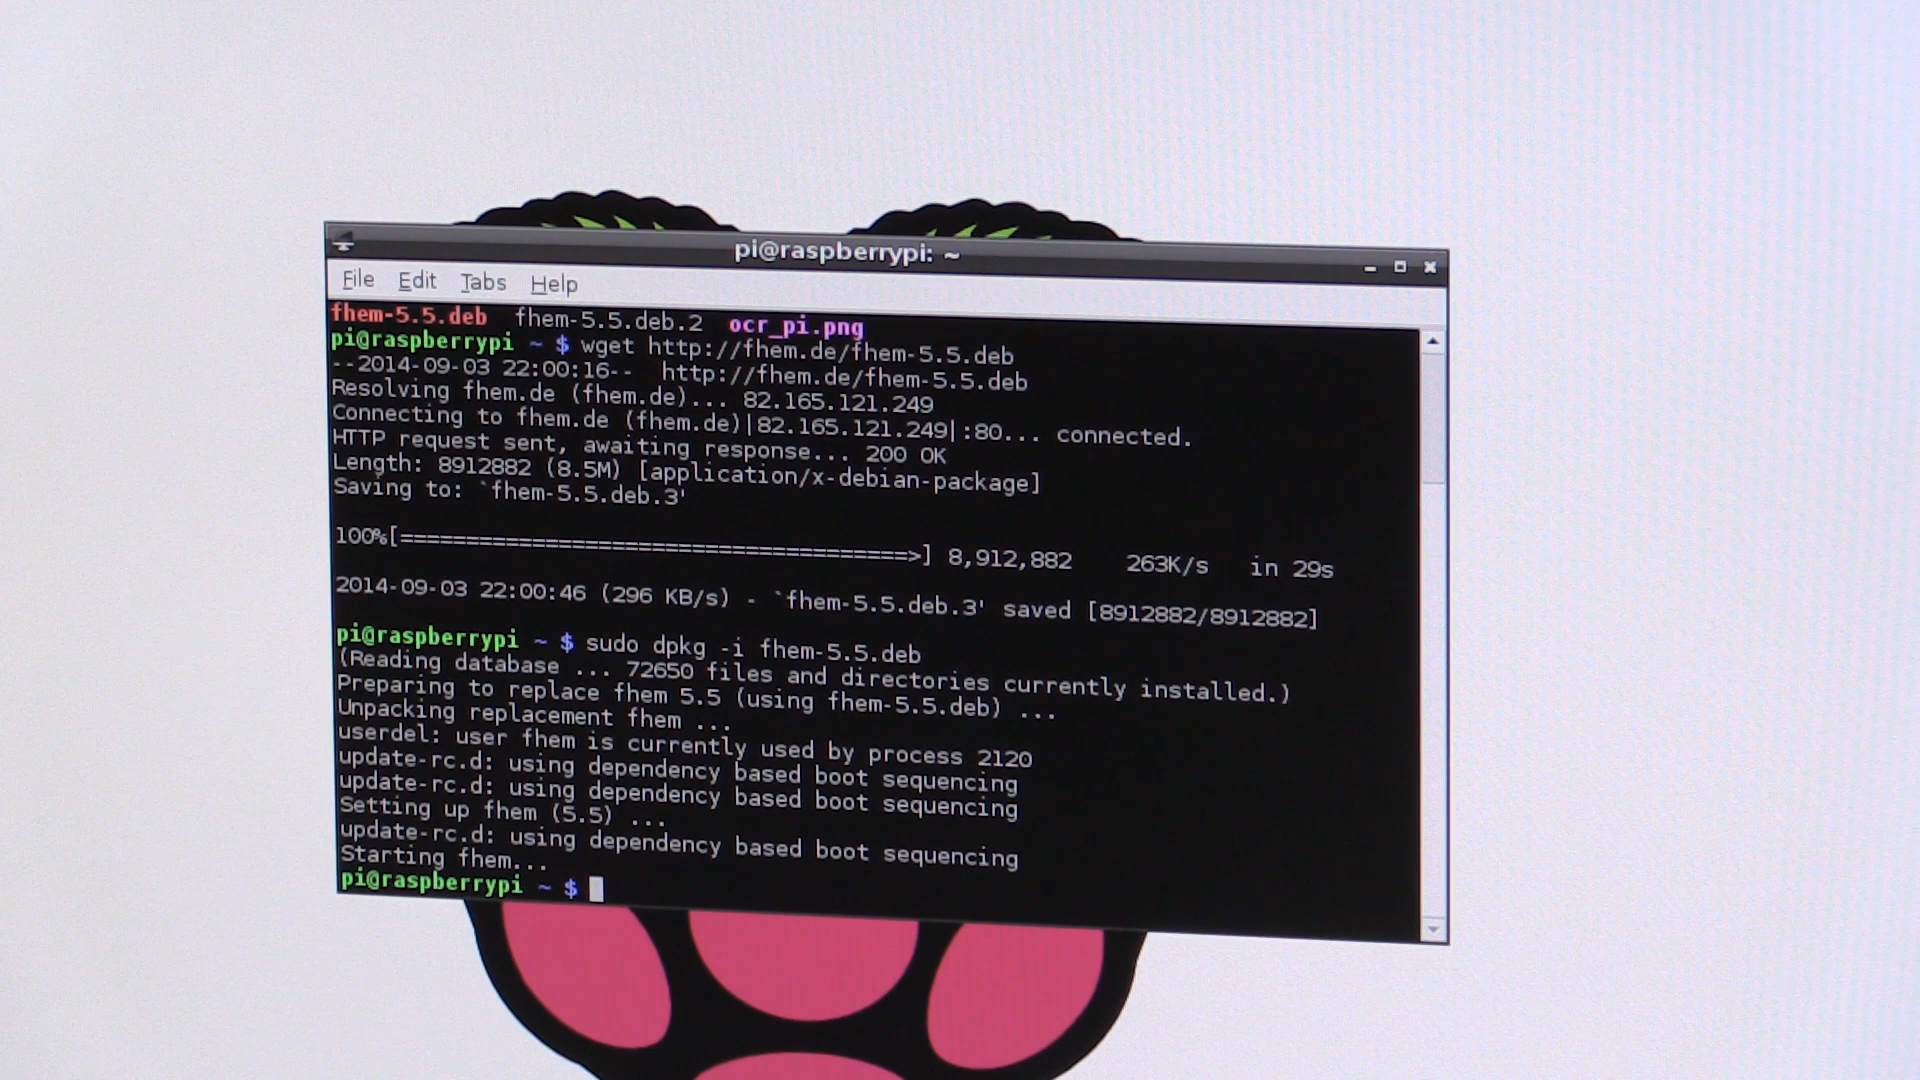 pi@raspberrypi: ~
File Edit Tabs Help
fhem-5.5.deb fhem-5.5.deb.2 ocr_pi.png
pi@raspberrypi ~ $ wget http://fhem.de/fhem-5.5.deb
--2014-09-03 22:00:16-- http://fhem.de/fhem-5.5.deb
Resolving fhem.de (fhem.de)... 82.165.121.249
Connecting to fhem.de (fhem.de)|82.165.121.249|:80... connected.
HTTP request sent, awaiting response... 200 OK
Length: 8912882 (8.5M) [application/x-debian-package]
Saving to: `fhem-5.5.deb.3'
100%[======================================>] 8,912,882 263K/s in 29s
2014-09-03 22:00:46 (296 KB/s) - `fhem-5.5.deb.3' saved [8912882/8912882]
pi@raspberrypi ~ $ sudo dpkg -i fhem-5.5.deb
(Reading database ... 72650 files and directories currently installed.)
Preparing to replace fhem 5.5 (using fhem-5.5.deb) ...
Unpacking replacement fhem ...
userdel: user fhem is currently used by process 2120
update-rc.d: using dependency based boot sequencing
update-rc.d: using dependency based boot sequencing
Setting up fhem (5.5) ...
update-rc.d: using dependency based boot sequencing
Starting fhem...
pi@raspberrypi ~ $